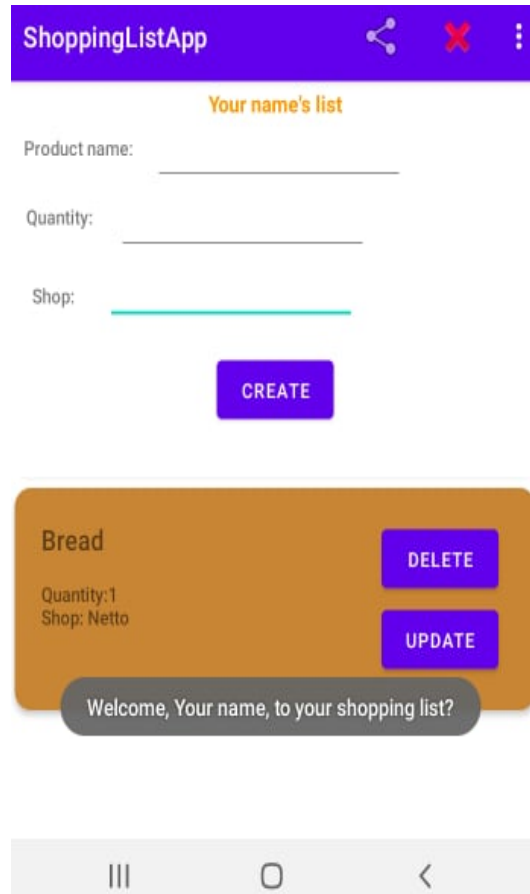 ShoppingListApp
Your name's list
Product name:
Quantity:
Shop:
CREATE
Bread
DELETE
Quantity:1
Shop: Netto
UPDATE
Welcome, Your name, to your shopping list?